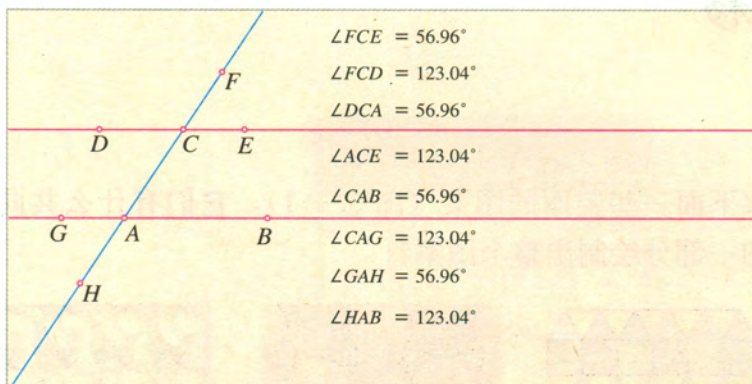 ∠FCE = 56.96°
F
∠FCD = 123.04°
∠DCA = 56.96°
D C E
∠ACE = 123.04°
∠CAB = 56.96°
G A B
∠CAG = 123.04°
∠GAH = 56.96°
H
∠HAB = 123.04°